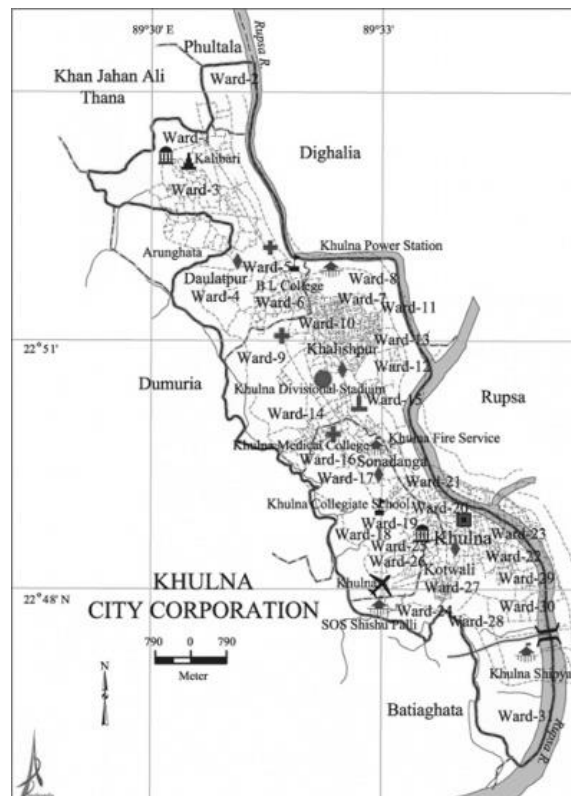 89°30' E
89°33'
Phultala
Rupsa R.
Ward-2
Khan Jahan Ali
Thana
Ward-1
Kalibari
Dighalia
Ward-3
Arunghata
Khulna Power Station
Ward-5
Ward-8
Daulatpur
B L College
Ward-4
Ward-6
Ward-7
Ward-11
Ward-10
22°51'
Ward-13
Ward-9
Khalishpur
Ward-12
Dumuria
Khulna Divisional Stadium
Rupsa
Ward-15
Ward-14
Khulna Medical College
Khulna Fire Service
Ward-16
Sonadanga
Ward-17
Ward-21
Khulna Collegiate School
Ward-20
Ward-19
Ward-18
Khulna
Ward-23
Ward-25
Ward-22
Ward-26
Kotwali
Ward-29
KHULNA
Khulna
Ward-27
22°48' N
CITY CORPORATION
Ward-24
Ward-30
SOS Shishu Palli
Ward-28
790 0 790
Meter
N
Khulna Shipya
Batiaghata
Ward-31
Rupsa R.